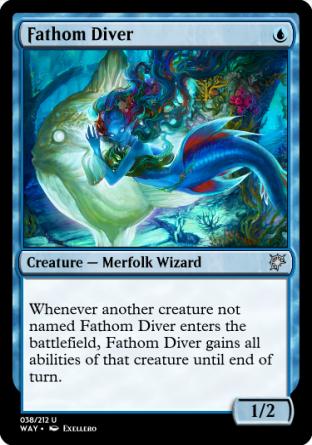 Fathom Diver
Creature — Merfolk Wizard
Whenever another creature not
named Fathom Diver enters the
battlefield, Fathom Diver gains all
abilities of that creature until end of
turn.
1/2
038/212 U
WAY • Exellero